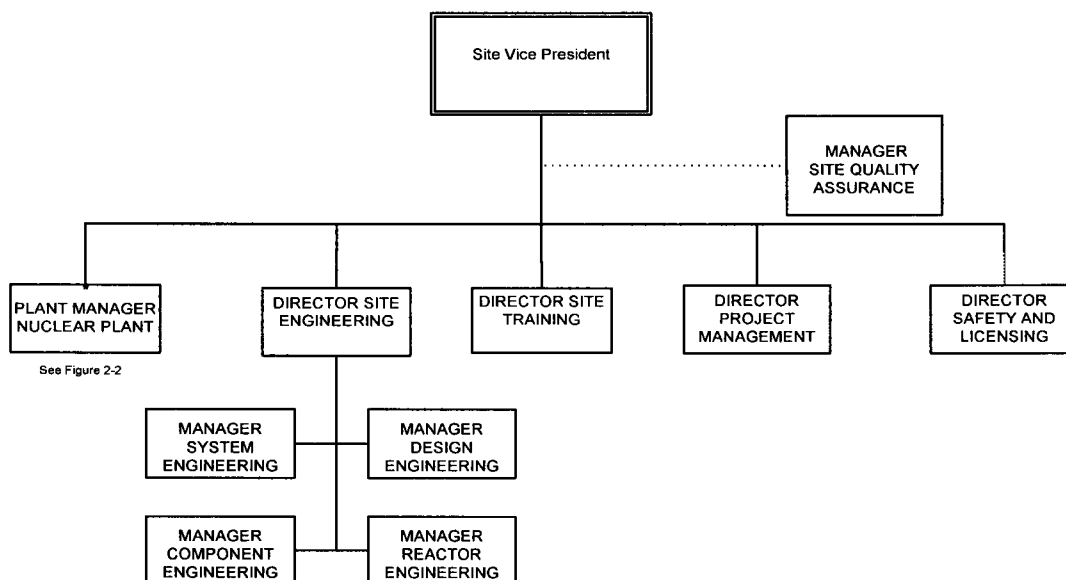 Site Vice President
MANAGER
SITE QUALITY
ASSURANCE
PLANT MANAGER
NUCLEAR PLANT
See Figure 2-2
DIRECTOR SITE
ENGINEERING
DIRECTOR SITE
TRAINING
DIRECTOR
PROJECT
MANAGEMENT
DIRECTOR
SAFETY AND
LICENSING
MANAGER
SYSTEM
ENGINEERING
MANAGER
DESIGN
ENGINEERING
MANAGER
COMPONENT
ENGINEERING
MANAGER
REACTOR
ENGINEERING